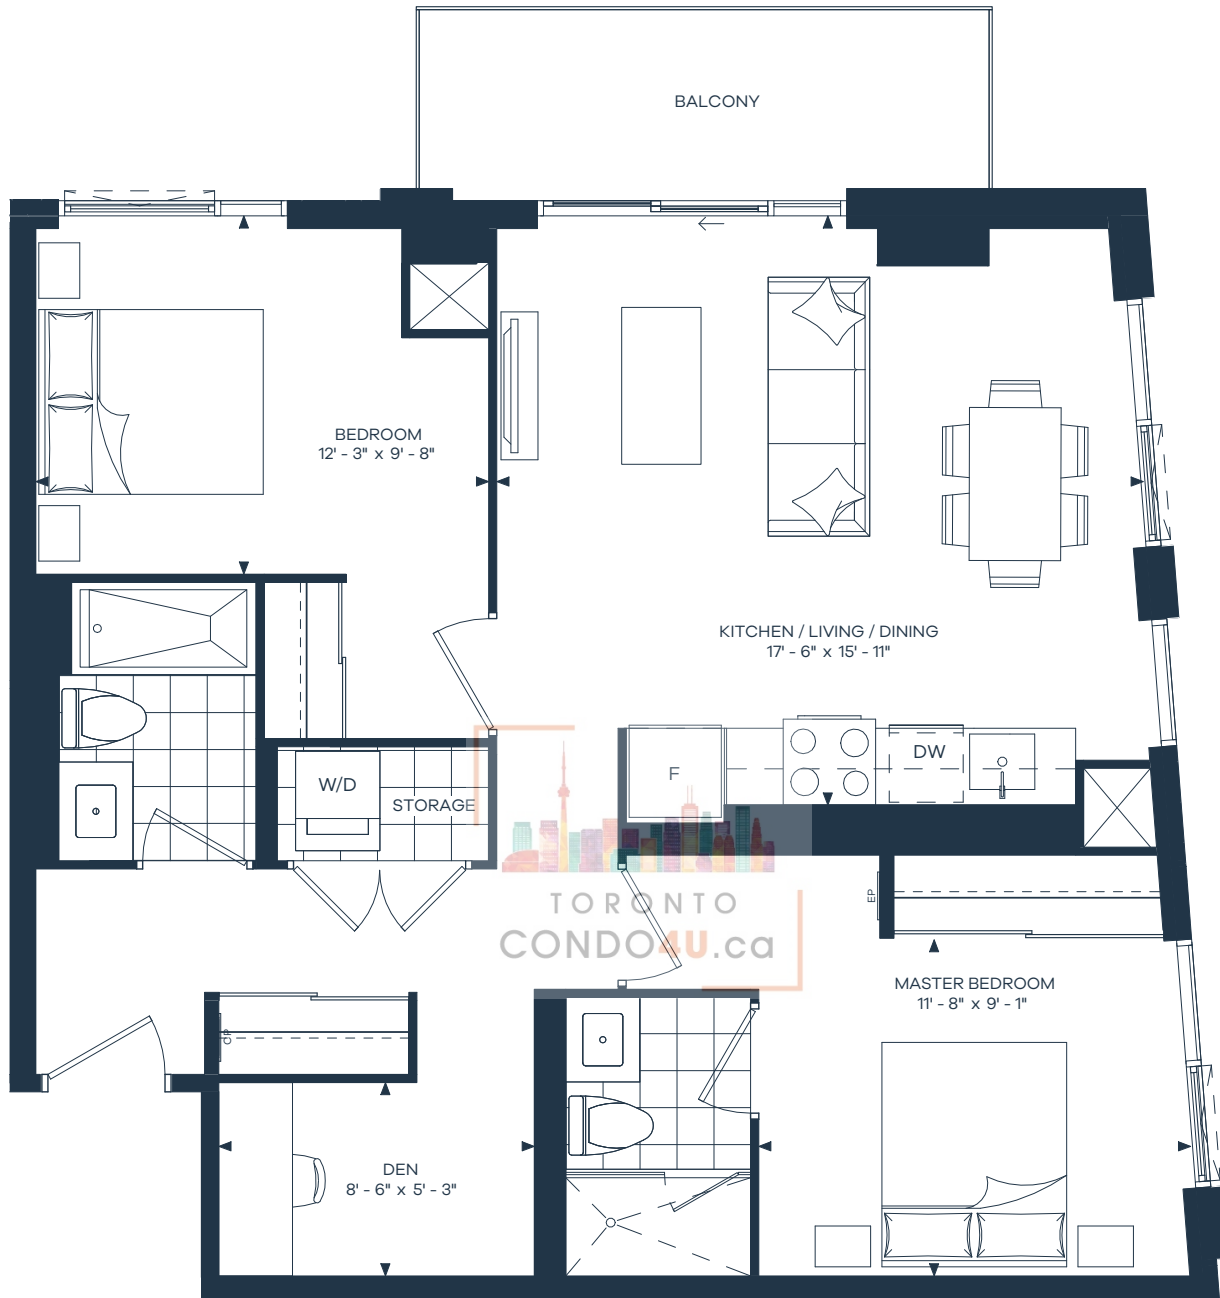 BALCONY
BEDROOM
12' - 3" x 9' - 8"
KITCHEN / LIVING / DINING
17' - 6" x 15' - 11"
F
DW
W/D
STORAGE
TORONTO
CONDO4U.ca
EP
MASTER BEDROOM
11' - 8" x 9' - 1"
CP
DEN
8' - 6" x 5' - 3"